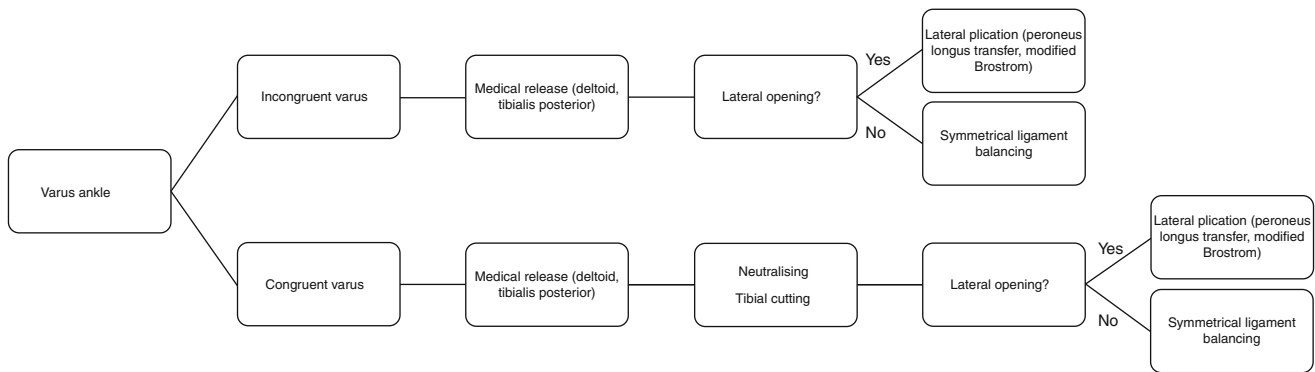 Varus ankle
Incongruent varus
Medical release (deltoid,
tibialis posterior)
Lateral opening?
Yes
Lateral plication (peroneus
longus transfer, modified
Brostrom)
No
Symmetrical ligament
balancing
Congruent varus
Medical release (deltoid,
tibialis posterior)
Neutralising
Tibial cutting
Lateral opening?
Yes
Lateral plication (peroneus
longus transfer, modified
Brostrom)
No
Symmetrical ligament
balancing